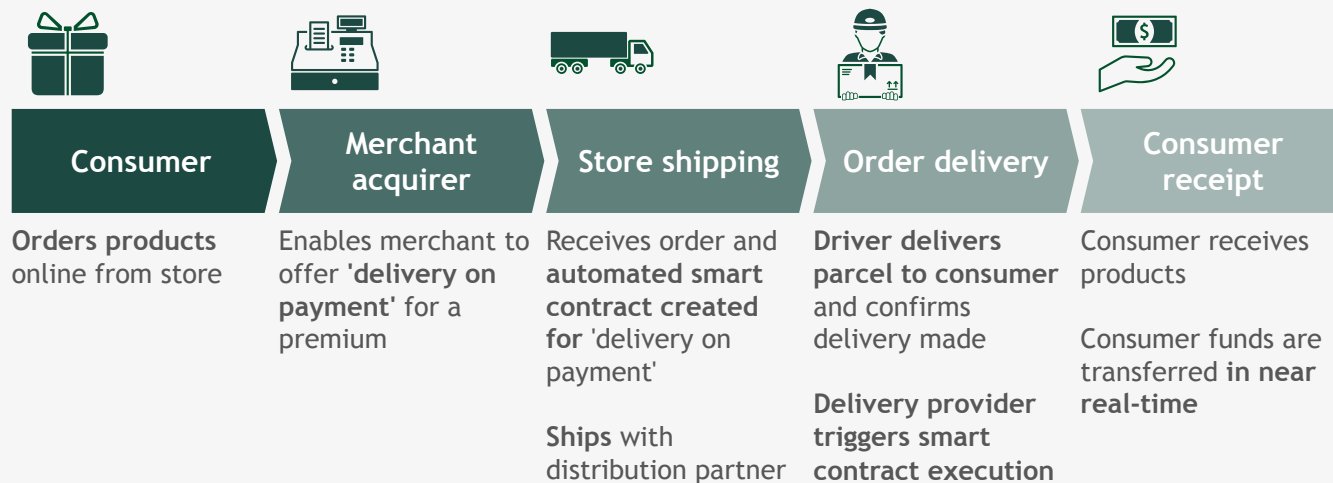 $
Consumer
Merchant
acquirer
Store shipping
Order delivery
Consumer
receipt
Orders products
online from store
Enables merchant to
offer 'delivery on
payment' for a
premium
Receives order and
automated smart
contract created
for 'delivery on
payment'
Ships with
distribution partner
Driver delivers
parcel to consumer
and confirms
delivery made
Delivery provider
triggers smart
contract execution
Consumer receives
products
Consumer funds are
transferred in near
real-time